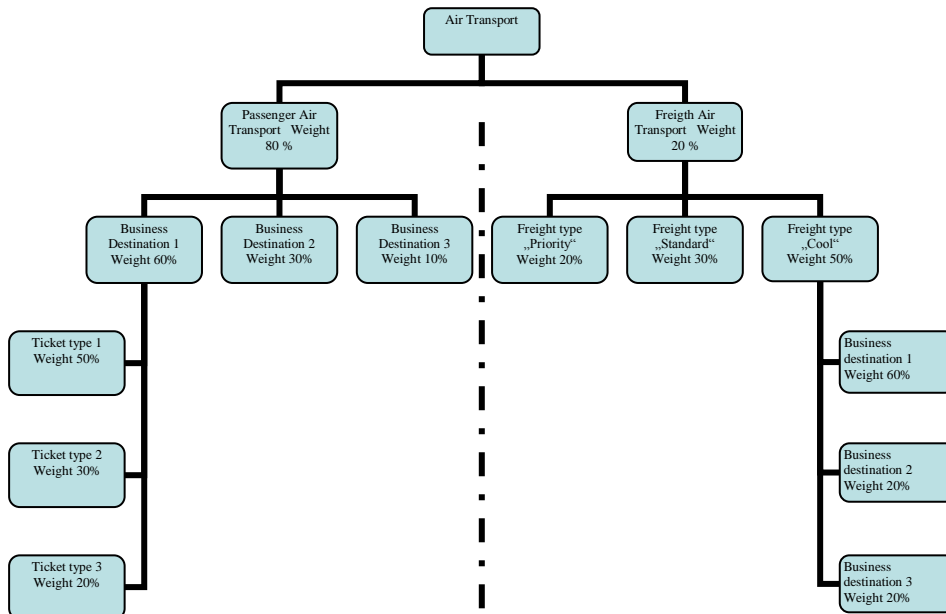 Air Transport
Passenger Air
Transport Weight
80 %
Freigth Air
Transport Weight
20 %
Business
Destination 1
Weight 60%
Business
Destination 2
Weight 30%
Business
Destination 3
Weight 10%
Freight type
„Priority“
Weight 20%
Freight type
„Standard“
Weight 30%
Freight type
„Cool“
Weight 50%
Ticket type 1
Weight 50%
Business
destination 1
Weight 60%
Ticket type 2
Weight 30%
Business
destination 2
Weight 20%
Ticket type 3
Weight 20%
Business
destination 3
Weight 20%